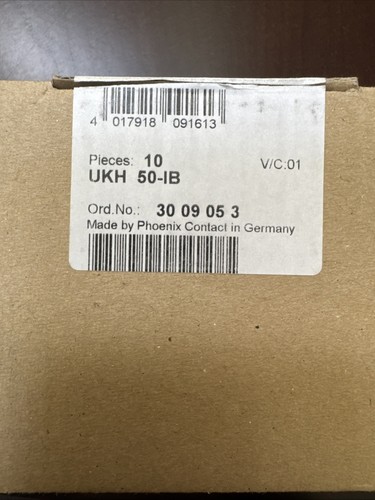 4 017918 091613
Pieces: 10 V/C:01
UKH 50-IB
Ord.No.: 30 09 05 3
Made by Phoenix Contact in Germany